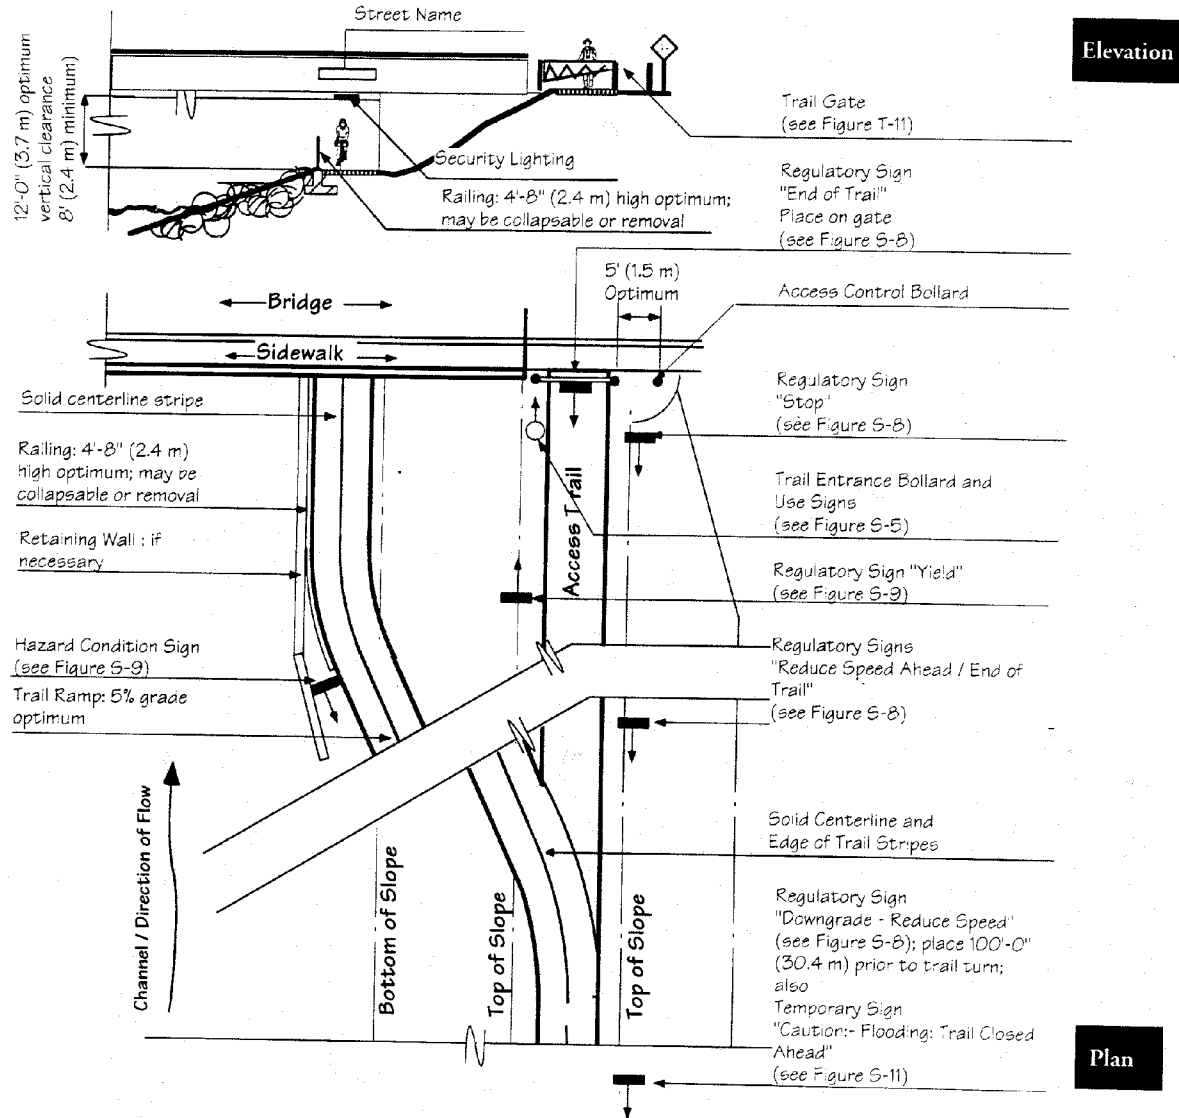 Street Name
Elevation
12'-0" (3.7 m) optimum
vertical clearance
8' (2.4 m) minimum)
Trail Gate
(see Figure T-11)
Security Lighting
Railing: 4'-8" (2.4 m) high optimum;
may be collapsable or removal
Regulatory Sign
"End of Trail"
Place on gate
(see Figure S-8)
5' (1.5 m)
Optimum
Access Control Bollard
Bridge
Sidewalk
Solid centerline stripe
Regulatory Sign
"Stop"
(see Figure S-8)
Railing: 4'-8" (2.4 m)
high optimum; may be
collapsable or removal
Access Trail
Trail Entrance Bollard and
Use Signs
(see Figure S-5)
Retaining Wall : if
necessary
Regulatory Sign "Yield"
(see Figure S-9)
Hazard Condition Sign
(see Figure S-9)
Trail Ramp: 5% grade
optimum
Regulatory Signs
"Reduce Speed Ahead / End of
Trail"
(see Figure S-8)
Channel / Direction of Flow
Bottom of Slope
Top of Slope
Top of Slope
Solid Centerline and
Edge of Trail Stripes
Regulatory Sign
"Downgrade - Reduce Speed"
(see Figure S-8); place 100'-0"
(30.4 m) prior to trail turn;
also
Temporary Sign
"Caution:- Flooding: Trail Closed
Ahead"
(see Figure S-11)
Plan